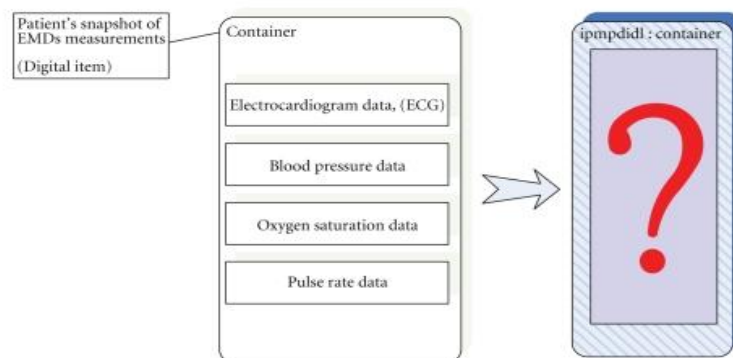 Patient's snapshot of
EMDs measurements
(Digital item)
Container
Electrocardiogram data, (ECG)
Blood pressure data
Oxygen saturation data
Pulse rate data
ipmpdidl : container
?